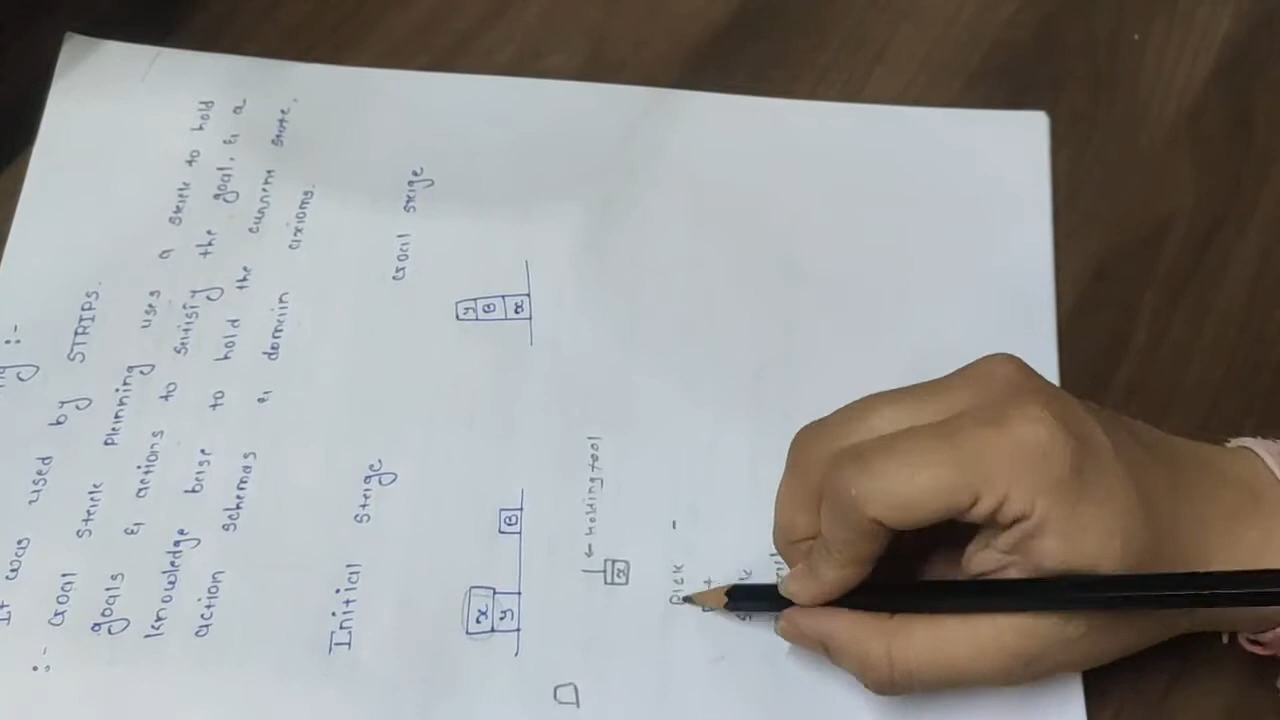 It was used by STRIPS.
:- Goal stack planning uses a stack to hold
goals & actions to satisfy the goal, & a
knowledge base to hold the current state,
action schemas & domain axioms.
Initial stage
Goal stage
x
y
B
y
B
x
← holding tool
x
Pick -